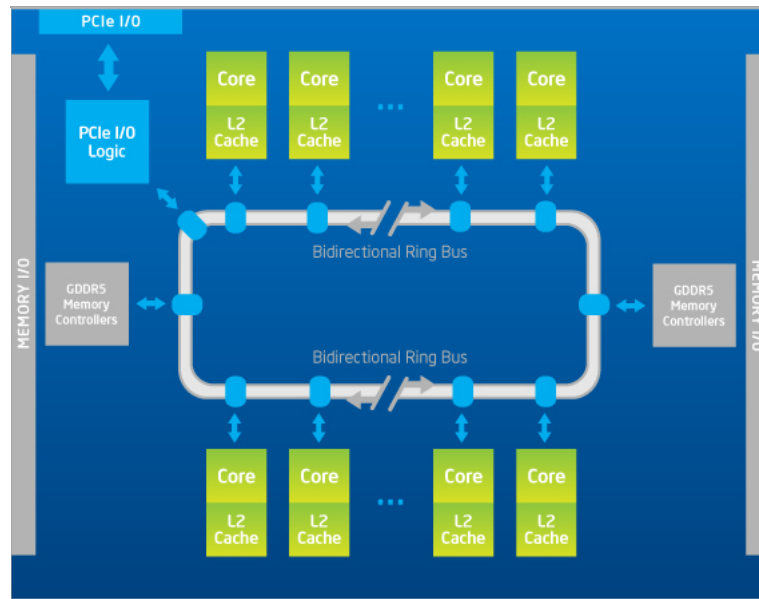 PCIe I/O
PCIe I/O
Logic
Core
L2
Cache
Core
L2
Cache
...
Core
L2
Cache
Core
L2
Cache
Bidirectional Ring Bus
MEMORY I/O
GDDR5
Memory
Controllers
GDDR5
Memory
Controllers
MEMORY I/O
Bidirectional Ring Bus
Core
L2
Cache
Core
L2
Cache
...
Core
L2
Cache
Core
L2
Cache